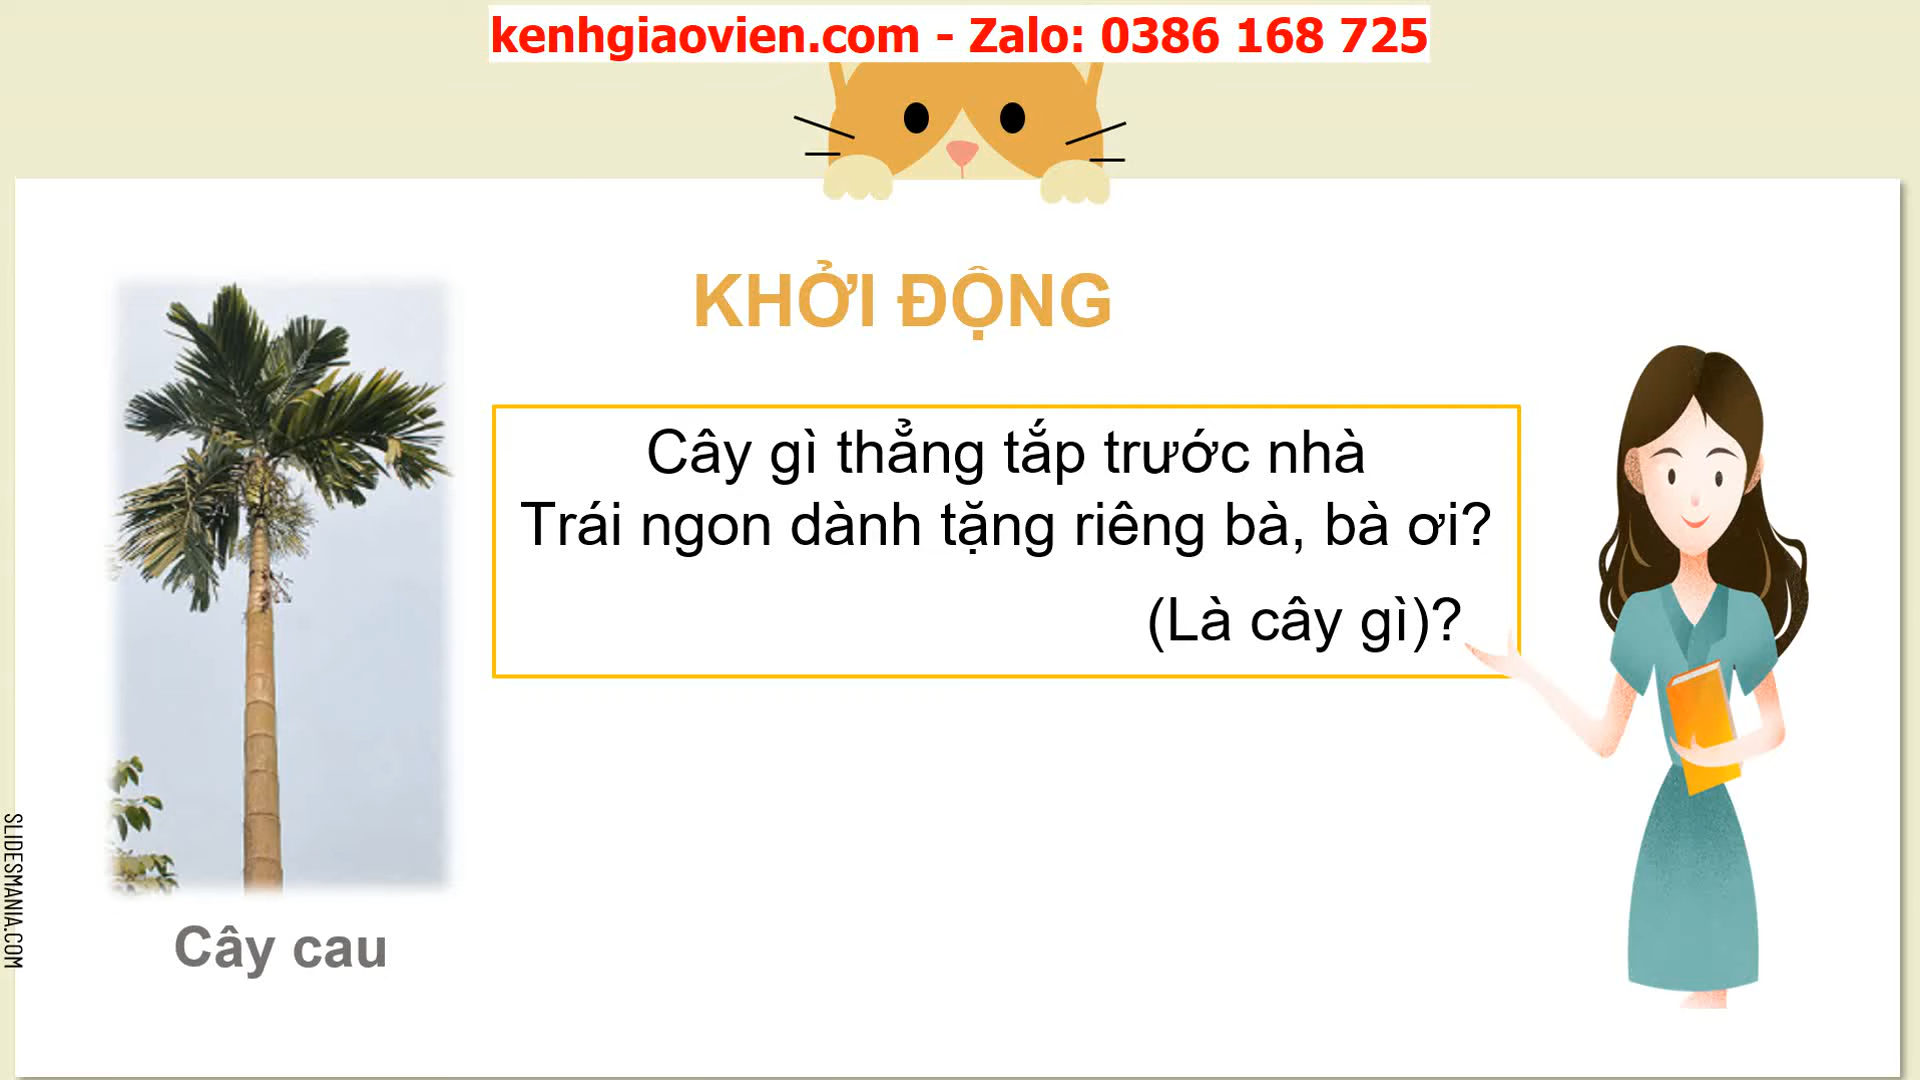 kenhgiaovien.com - Zalo: 0386 168 725
KHỞI ĐỘNG
Cây gì thẳng tắp trước nhà
Trái ngon dành tặng riêng bà, bà ơi?
(Là cây gì)?
Cây cau
SLIDESMANIA.COM